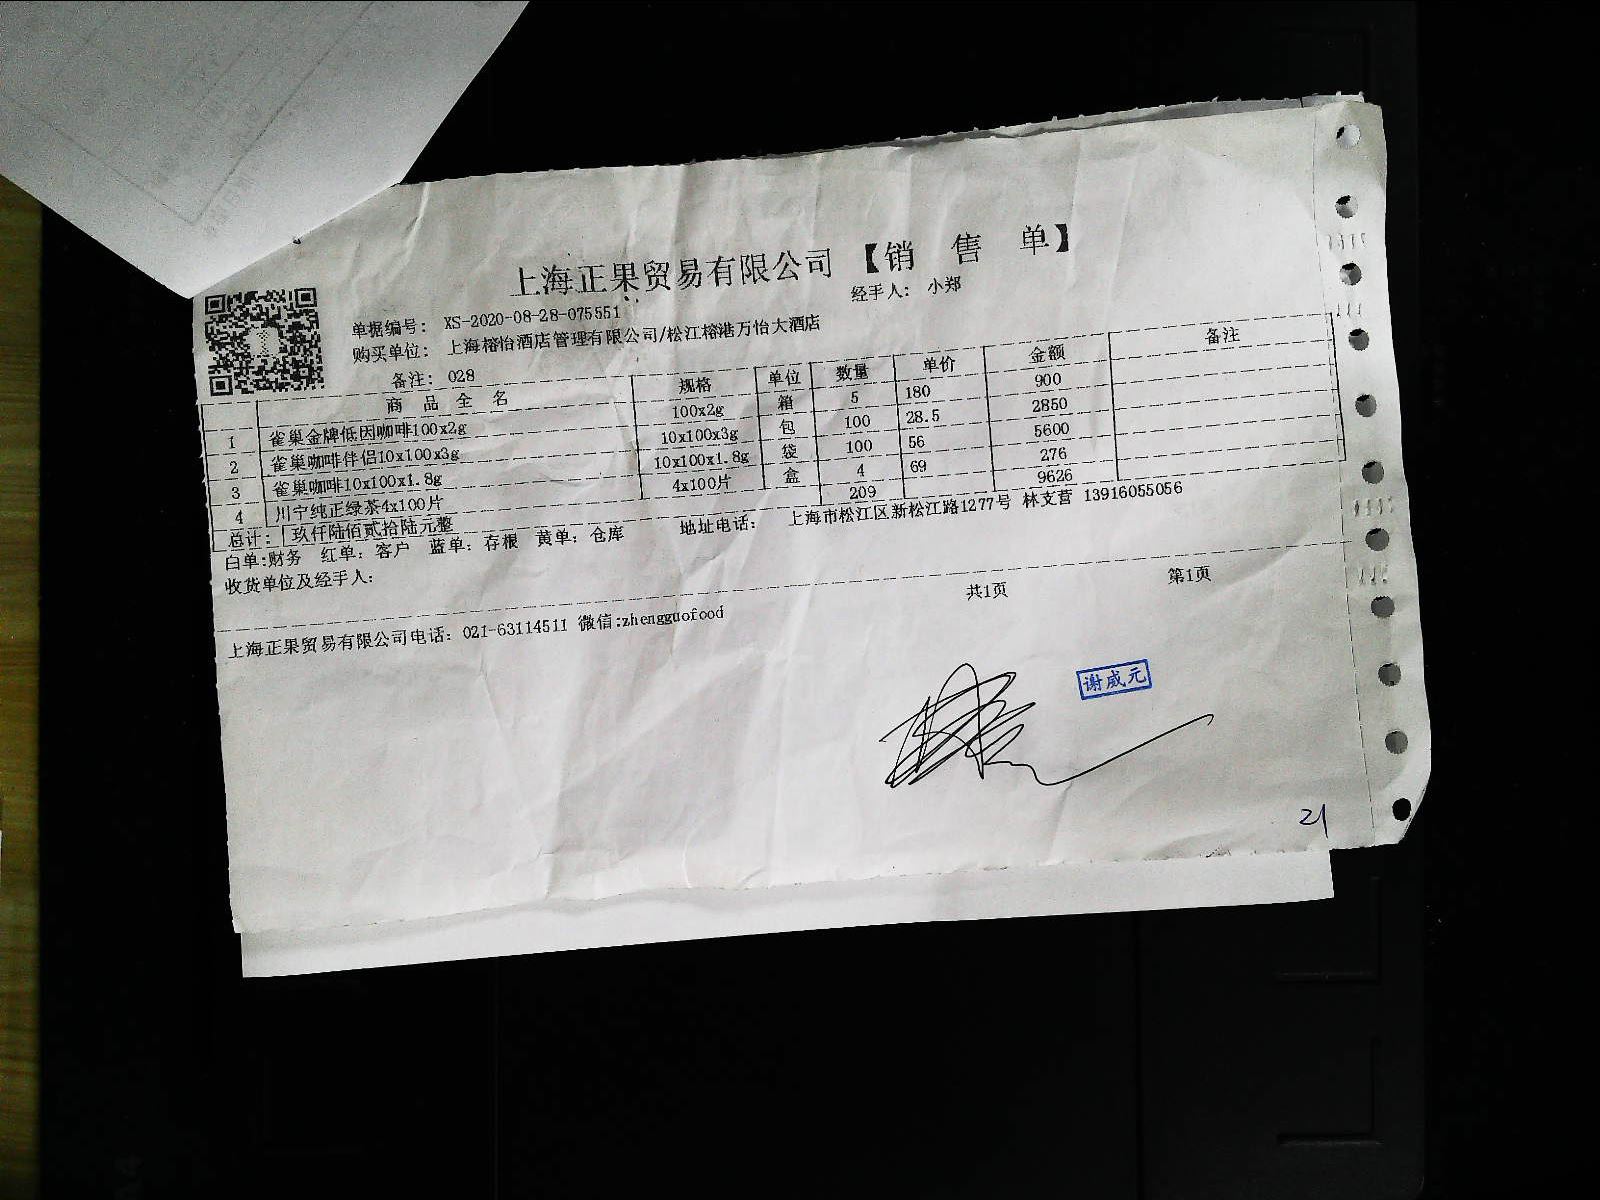 上海正果贸易有限公司【销 售 单】
单据编号: XS-2020-08-28-075551 经手人: 小郑
购买单位: 上海榕怡酒店管理有限公司/松江榕港万怡大酒店
备注: 028
商品全名 规格 单位 数量 单价 金额 备注
1 雀巢金牌低因咖啡100x2g 100x2g 箱 5 180 900
2 雀巢咖啡伴侣10x100x3g 10x100x3g 包 100 28.5 2850
3 雀巢咖啡10x100x1.8g 10x100x1.8g 袋 100 56 5600
4 川宁纯正绿茶4x100片 4x100片 盒 4 69 276
总计: 玖仟陆佰贰拾陆元整 209 9626
白单:财务 红单: 客户 蓝单: 存根 黄单: 仓库 地址电话: 上海市松江区新松江路1277号 林支营 13916055056
收货单位及经手人:
共1页 第1页
上海正果贸易有限公司电话: 021-63114511 微信:zhengguofood
谢威元
21